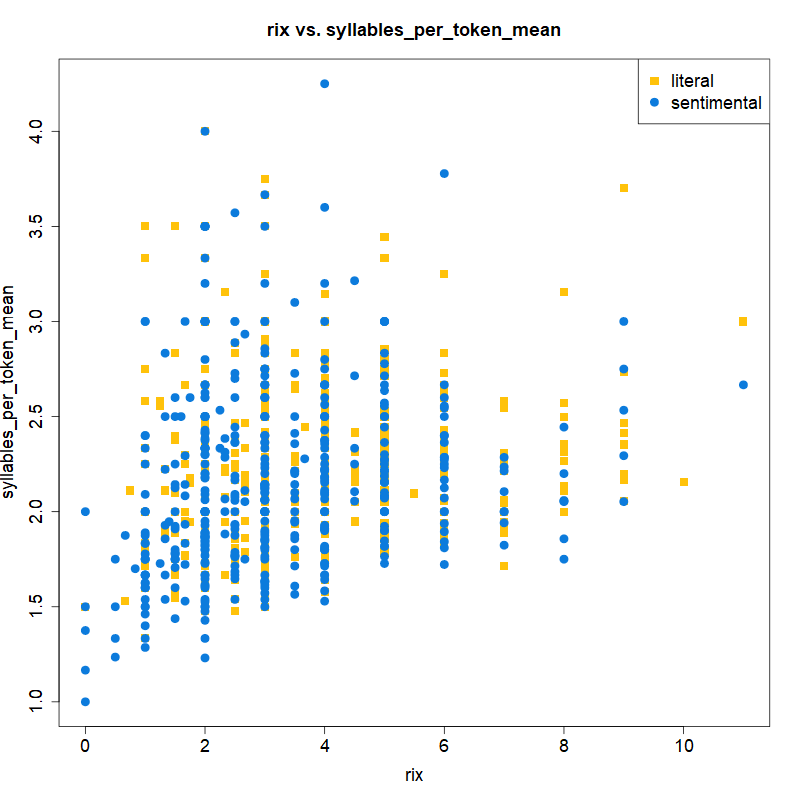 rix vs. syllables_per_token_mean
literal
sentimental
syllables_per_token_mean
4.0
3.5
3.0
2.5
2.0
1.5
1.0
0 2 4 6 8 10
rix